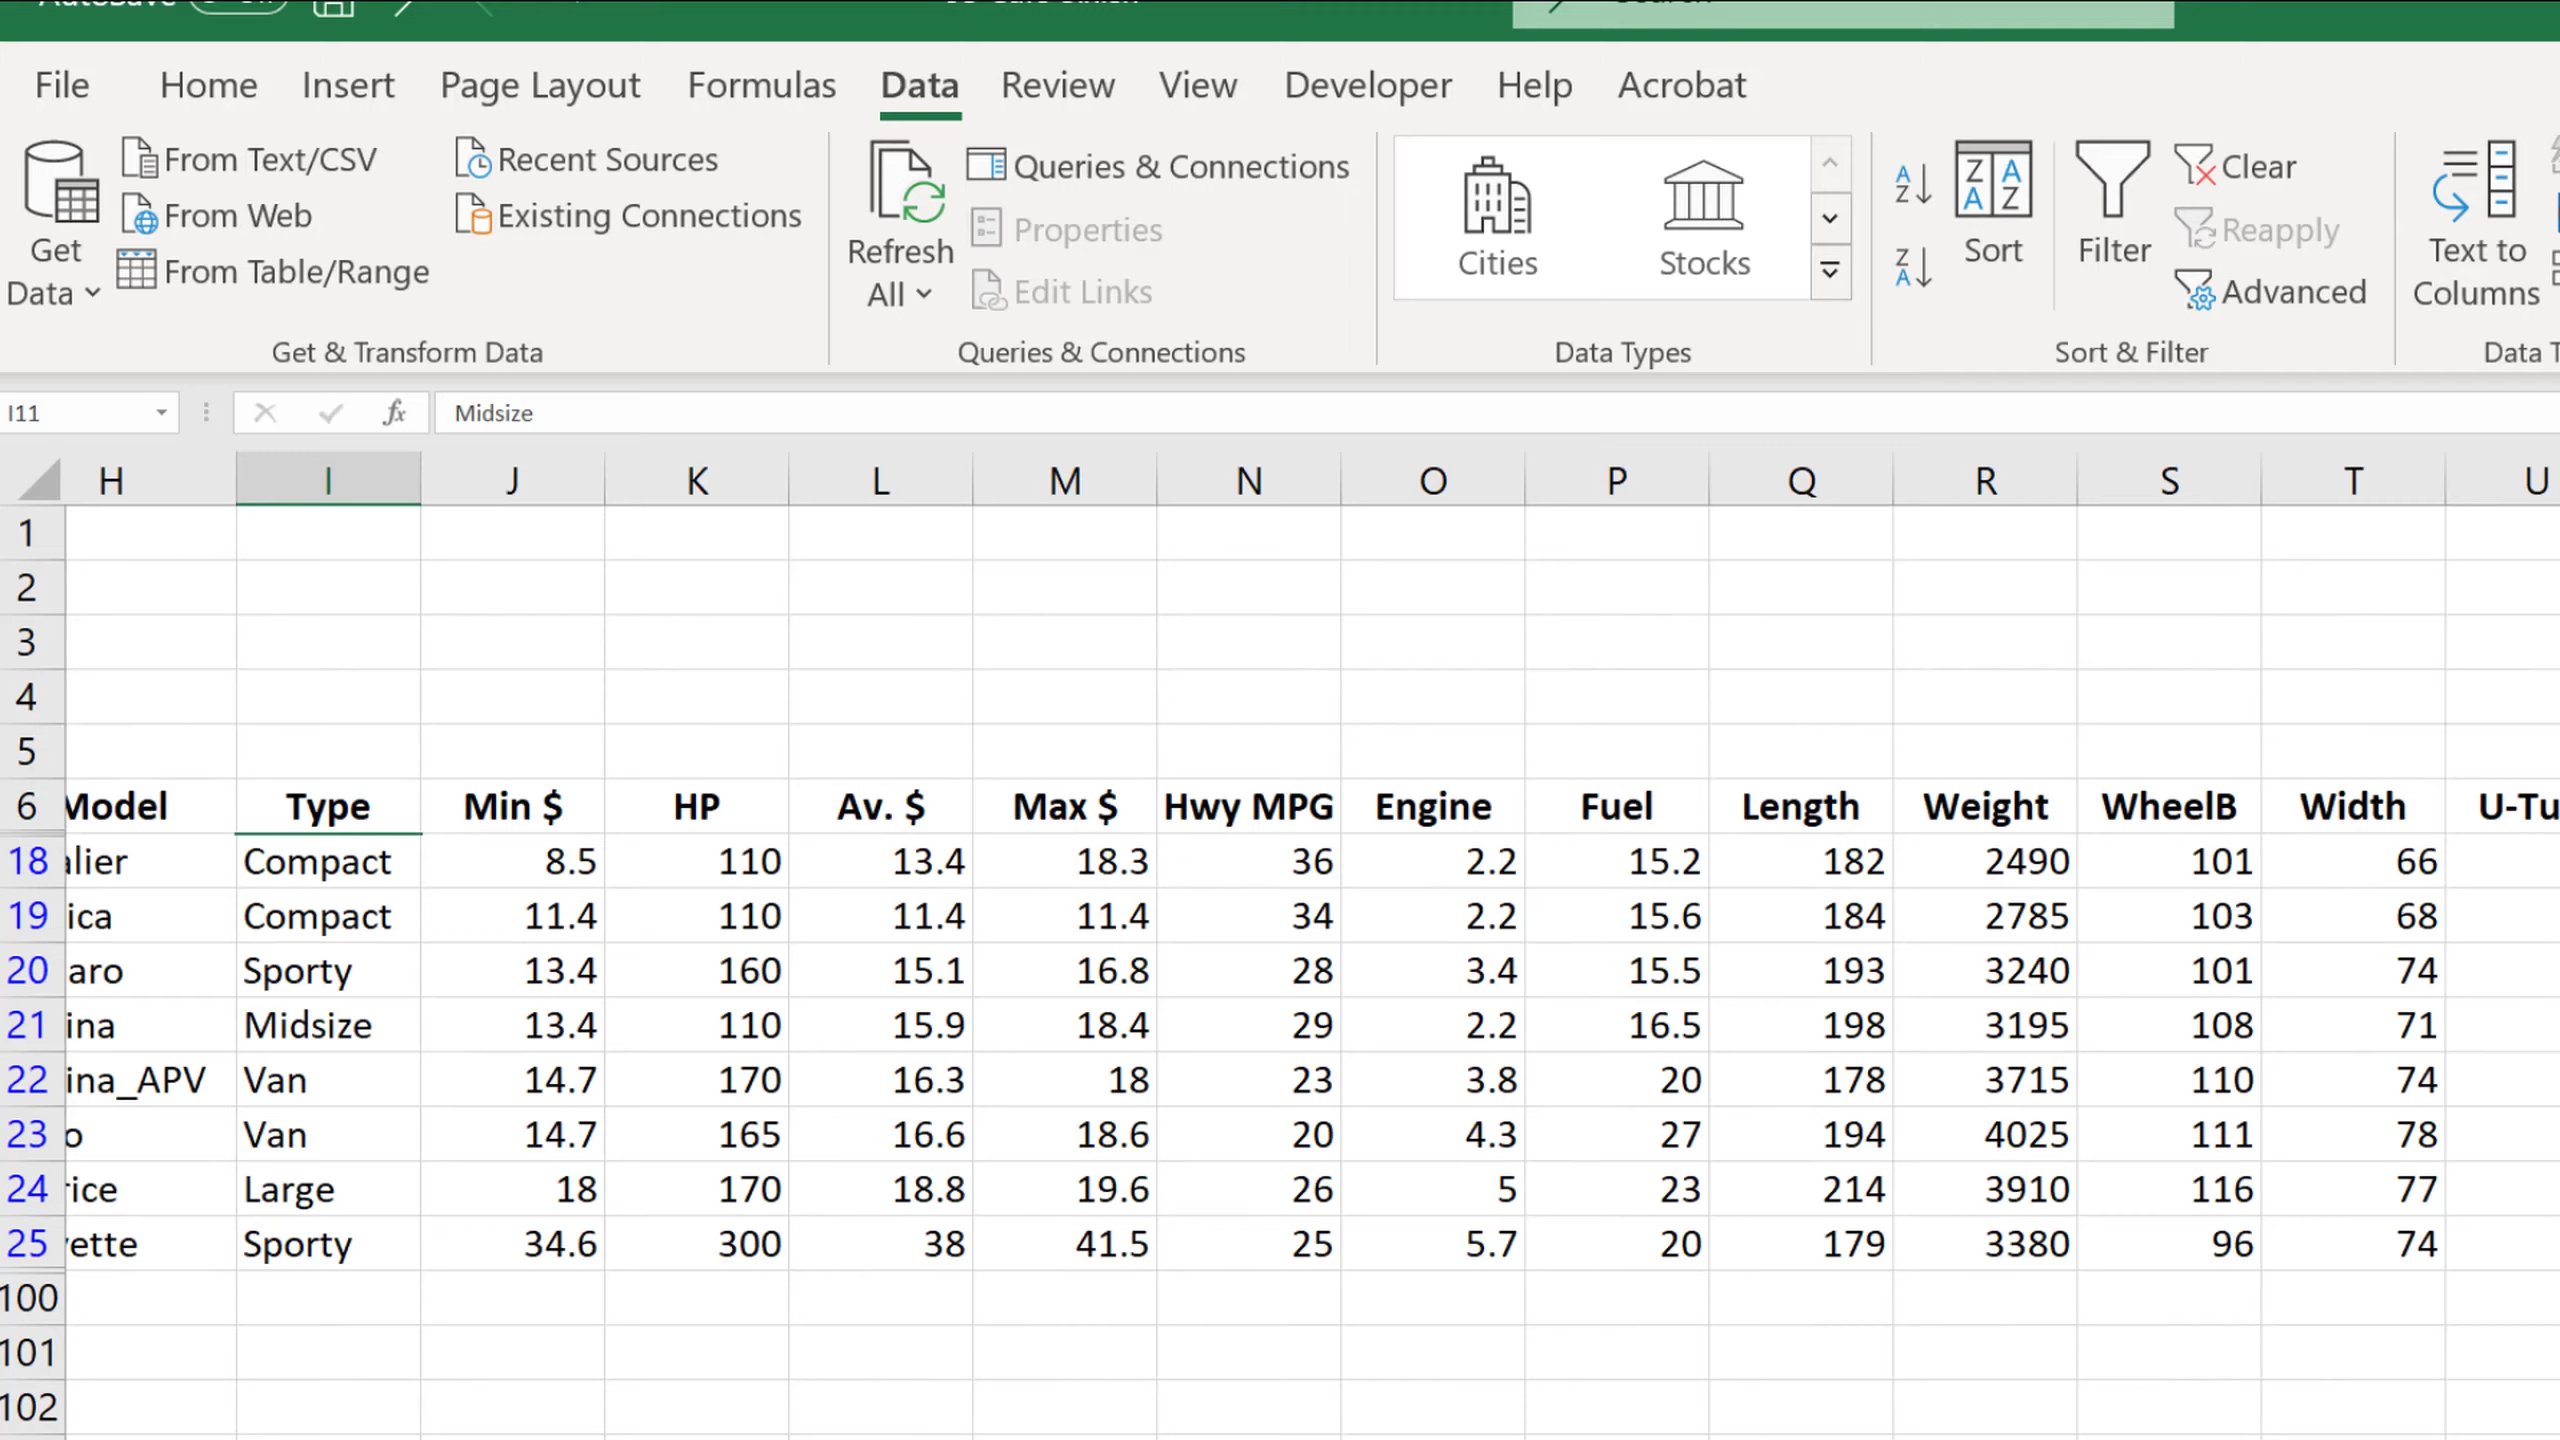 File Home Insert Page Layout Formulas Data Review View Developer Help Acrobat
Get Data
From Text/CSV
From Web
From Table/Range
Recent Sources
Existing Connections
Get & Transform Data
Refresh All
Queries & Connections
Properties
Edit Links
Queries & Connections
Cities
Stocks
Data Types
Sort
Filter
Clear
Reapply
Advanced
Sort & Filter
Text to Columns
Data T
I11 fx Midsize
H I J K L M N O P Q R S T U
1
2
3
4
5
6 Model Type Min $ HP Av. $ Max $ Hwy MPG Engine Fuel Length Weight WheelB Width U-Tu
18 alier Compact 8.5 110 13.4 18.3 36 2.2 15.2 182 2490 101 66
19 ica Compact 11.4 110 11.4 11.4 34 2.2 15.6 184 2785 103 68
20 aro Sporty 13.4 160 15.1 16.8 28 3.4 15.5 193 3240 101 74
21 ina Midsize 13.4 110 15.9 18.4 29 2.2 16.5 198 3195 108 71
22 ina_APV Van 14.7 170 16.3 18 23 3.8 20 178 3715 110 74
23 o Van 14.7 165 16.6 18.6 20 4.3 27 194 4025 111 78
24 rice Large 18 170 18.8 19.6 26 5 23 214 3910 116 77
25 vette Sporty 34.6 300 38 41.5 25 5.7 20 179 3380 96 74
100
101
102